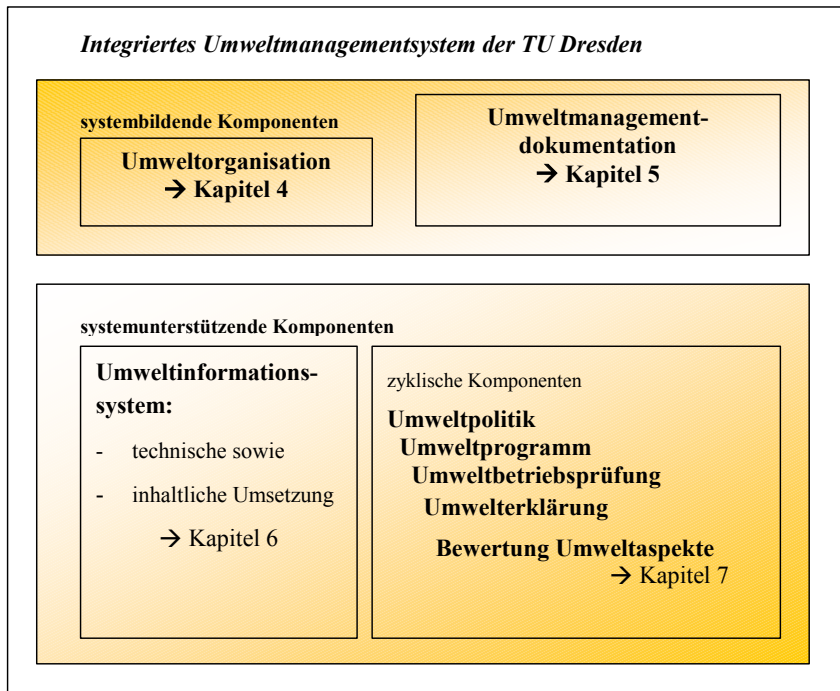 Integriertes Umweltmanagementsystem der TU Dresden
systembildende Komponenten
Umweltorganisation
→ Kapitel 4
Umweltmanagement-
dokumentation
→ Kapitel 5
systemunterstützende Komponenten
Umweltinformations-
system:
- technische sowie
- inhaltliche Umsetzung
→ Kapitel 6
zyklische Komponenten
Umweltpolitik
Umweltprogramm
Umweltbetriebsprüfung
Umwelterklärung
Bewertung Umweltaspekte
→ Kapitel 7